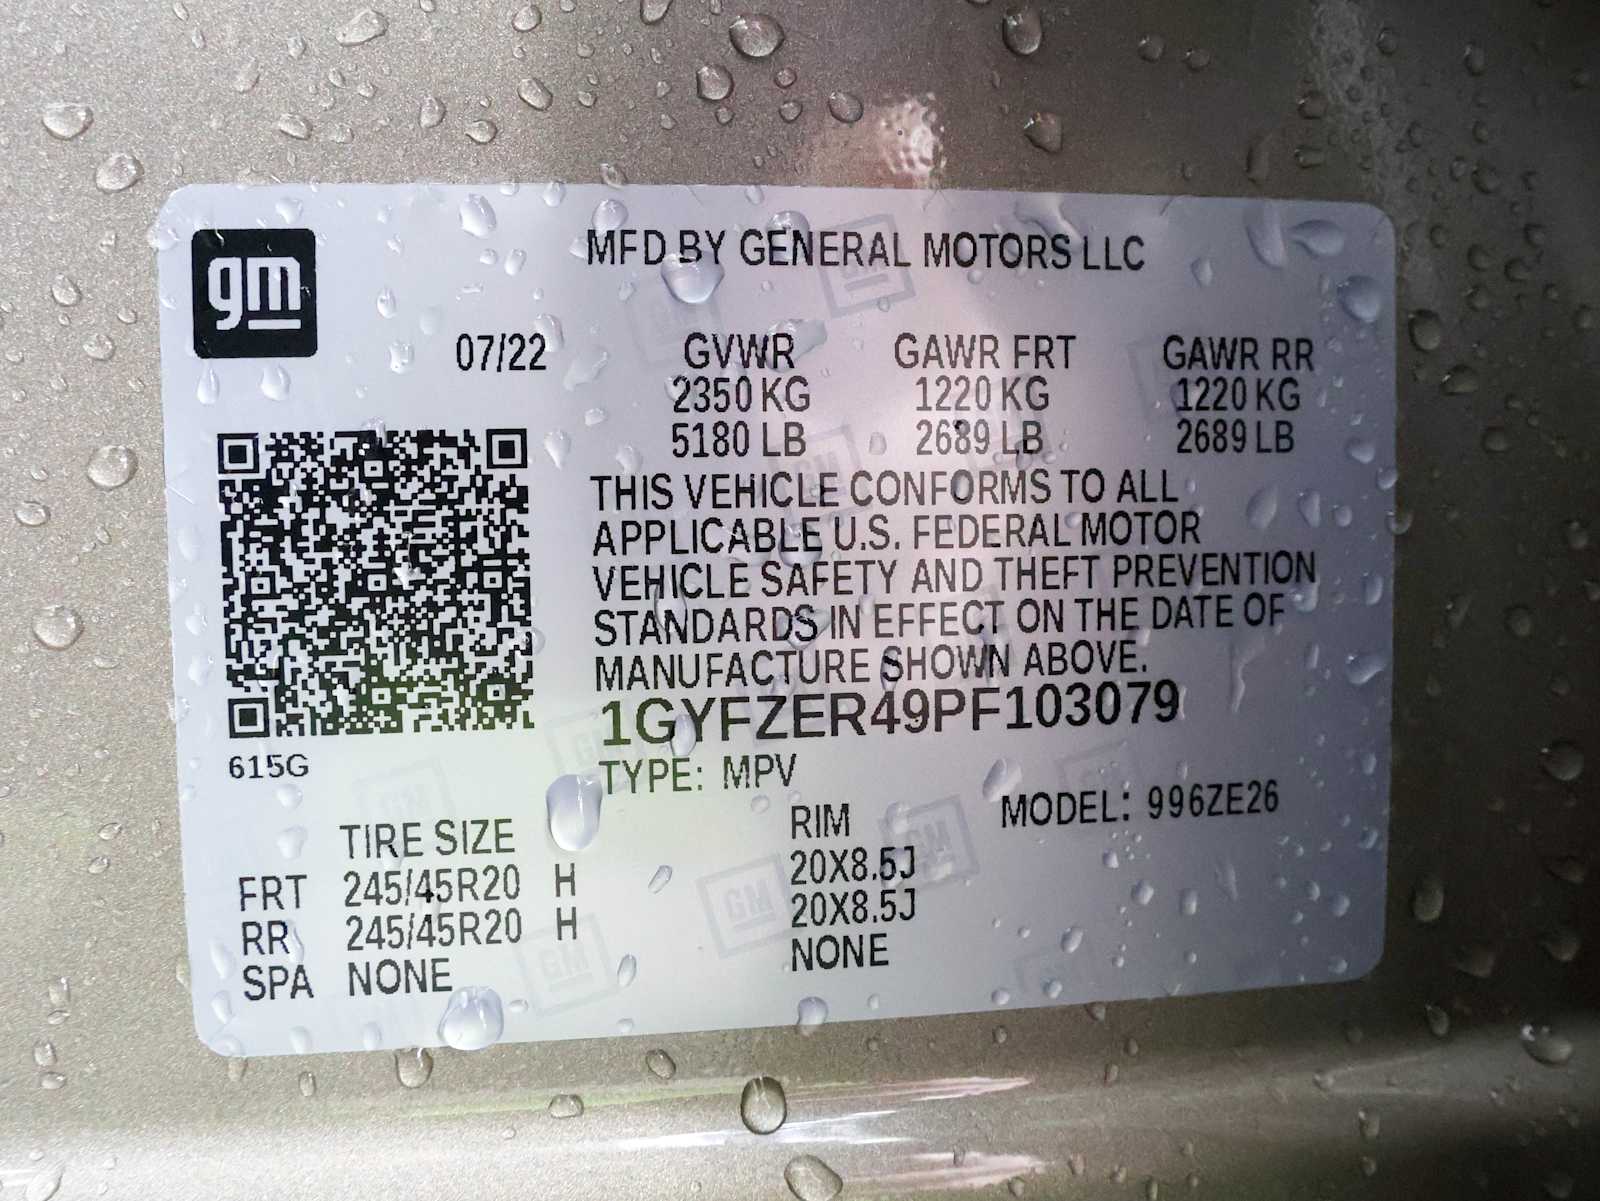 gm
MFD BY GENERAL MOTORS LLC
07/22 GVWR GAWR FRT GAWR RR
2350 KG 1220 KG 1220 KG
5180 LB 2689 LB 2689 LB
THIS VEHICLE CONFORMS TO ALL
APPLICABLE U.S. FEDERAL MOTOR
VEHICLE SAFETY AND THEFT PREVENTION
STANDARDS IN EFFECT ON THE DATE OF
MANUFACTURE SHOWN ABOVE.
1GYFZER49PF103079
615G
TYPE: MPV
MODEL: 996ZE26
TIRE SIZE RIM
FRT 245/45R20 H 20X8.5J
RR 245/45R20 H 20X8.5J
SPA NONE NONE